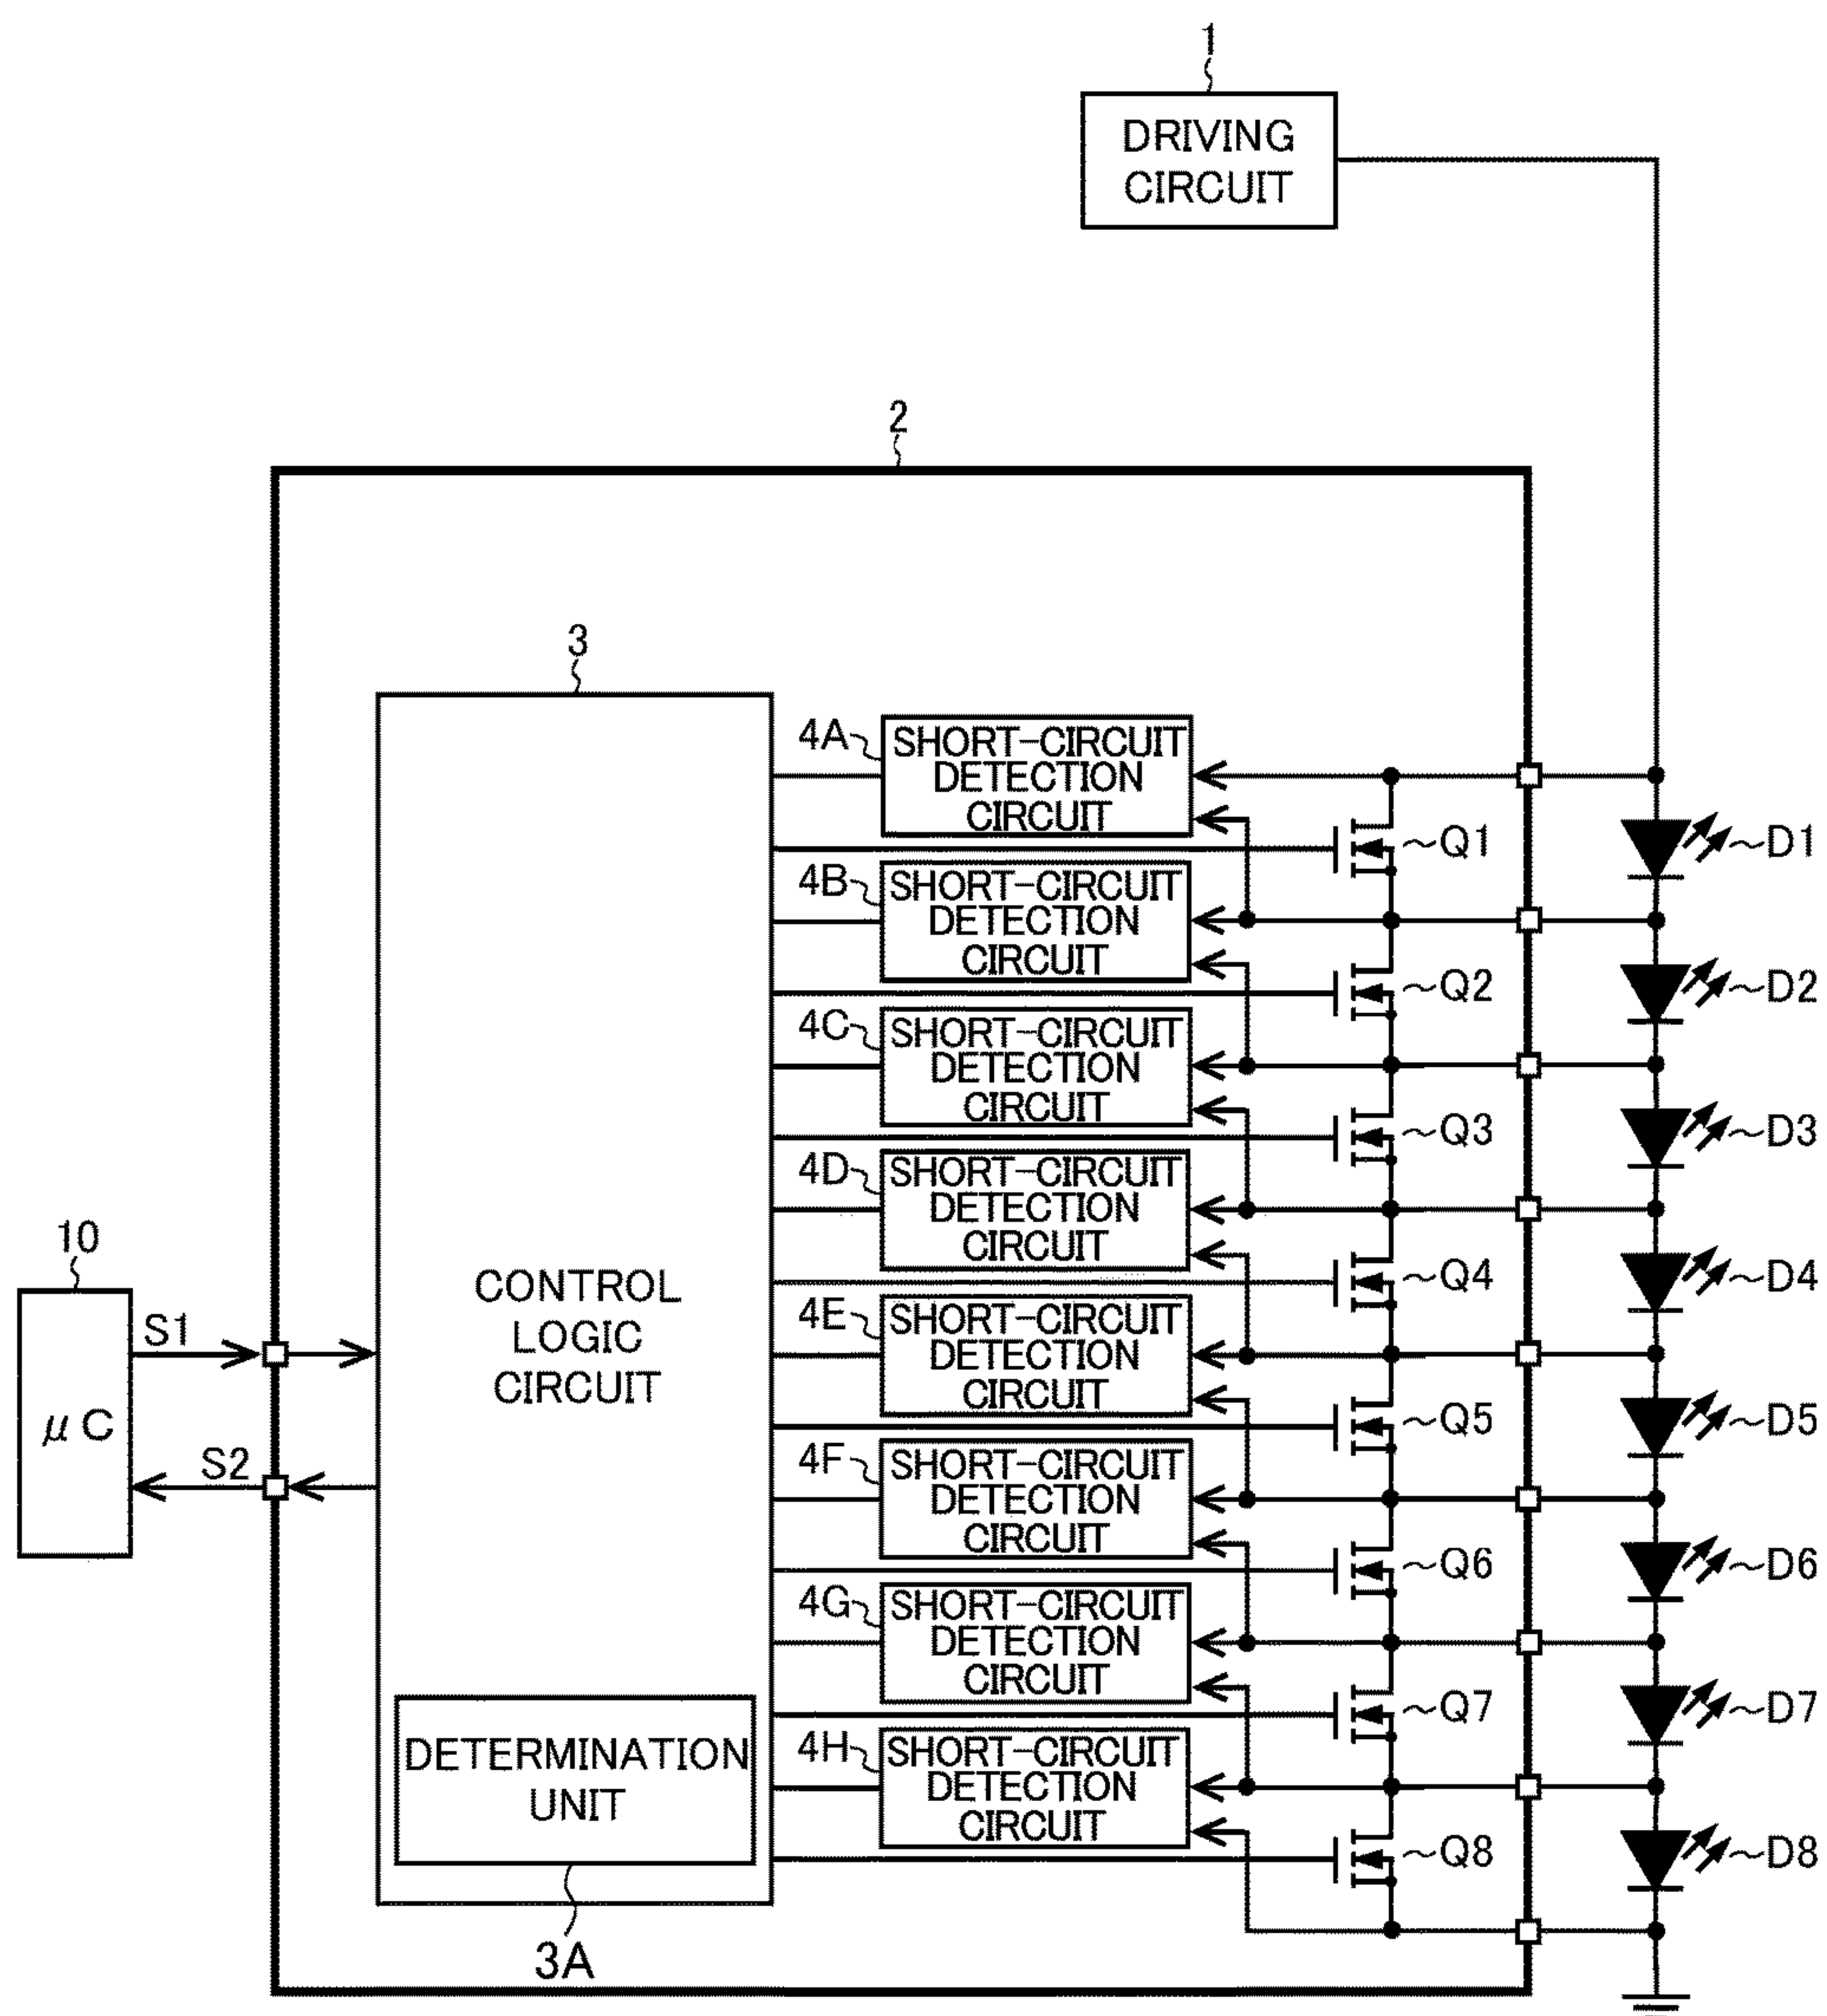 1
DRIVING
CIRCUIT
2
3
4A
SHORT-CIRCUIT
DETECTION
CIRCUIT
Q1
D1
4B
SHORT-CIRCUIT
DETECTION
CIRCUIT
Q2
D2
4C
SHORT-CIRCUIT
DETECTION
CIRCUIT
Q3
D3
4D
SHORT-CIRCUIT
DETECTION
CIRCUIT
Q4
D4
10
μC
S1
S2
CONTROL
LOGIC
CIRCUIT
4E
SHORT-CIRCUIT
DETECTION
CIRCUIT
Q5
D5
4F
SHORT-CIRCUIT
DETECTION
CIRCUIT
Q6
D6
4G
SHORT-CIRCUIT
DETECTION
CIRCUIT
Q7
D7
DETERMINATION
UNIT
3A
4H
SHORT-CIRCUIT
DETECTION
CIRCUIT
Q8
D8